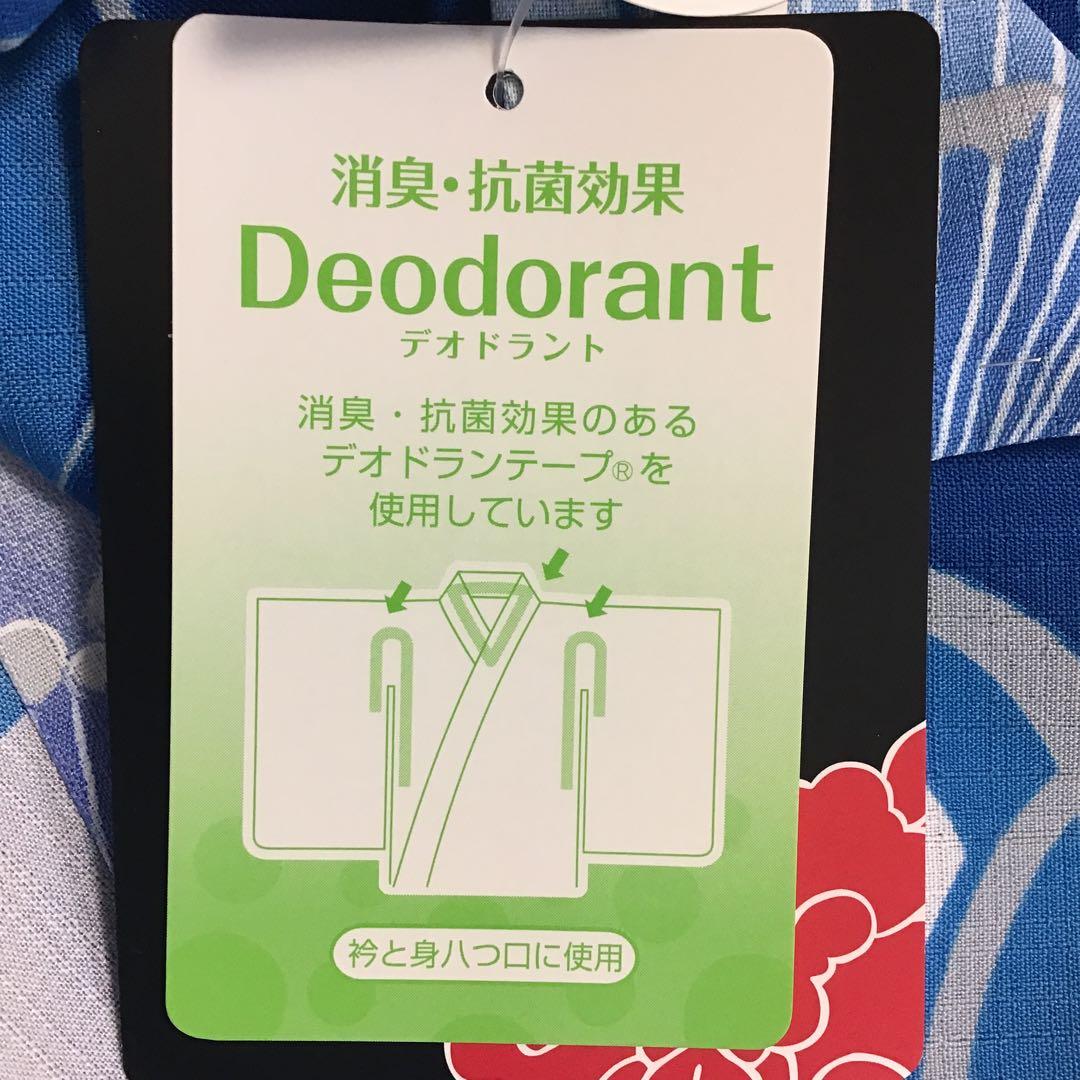 消臭・抗菌効果
Deodorant
デオドラント
消臭・抗菌効果のある
デオドランテープ®を
使用しています
衿と身八つ口に使用